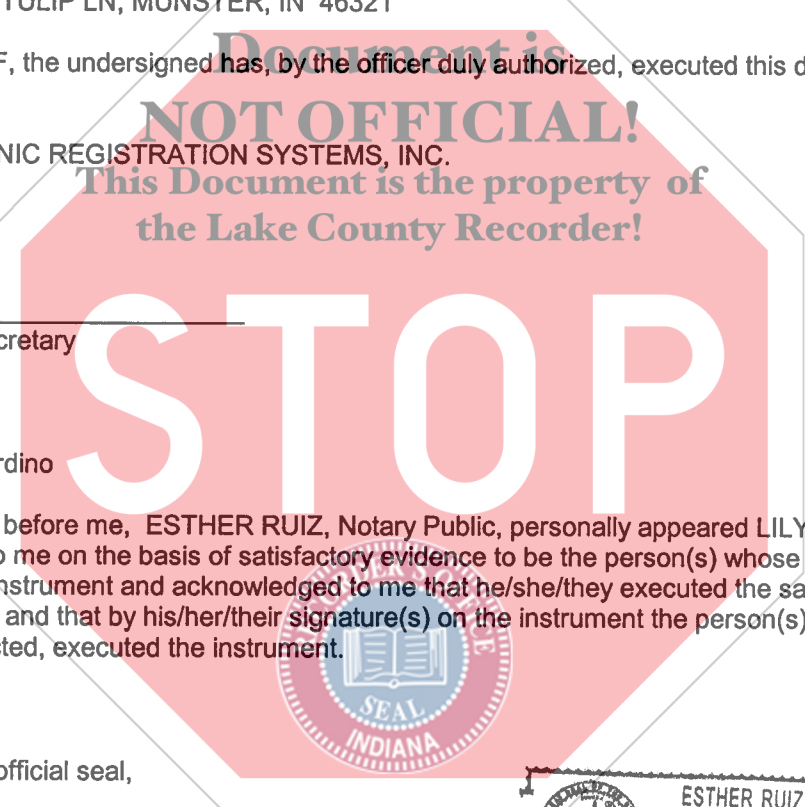 TULIP LN, MUNSTER, IN 46321
Document is
F, the undersigned has, by the officer duly authorized, executed this d
NOT OFFICIAL!
NIC REGISTRATION SYSTEMS, INC.
This Document is the property of
the Lake County Recorder!
STOP
cretary
rdino
before me, ESTHER RUIZ, Notary Public, personally appeared LILY
o me on the basis of satisfactory evidence to be the person(s) whose
nstrument and acknowledged to me that he/she/they executed the sa
and that by his/her/their signature(s) on the instrument the person(s)
ted, executed the instrument.
RECORDER'S OFFICE
SEAL
INDIANA
official seal,
ESTHER RUIZ